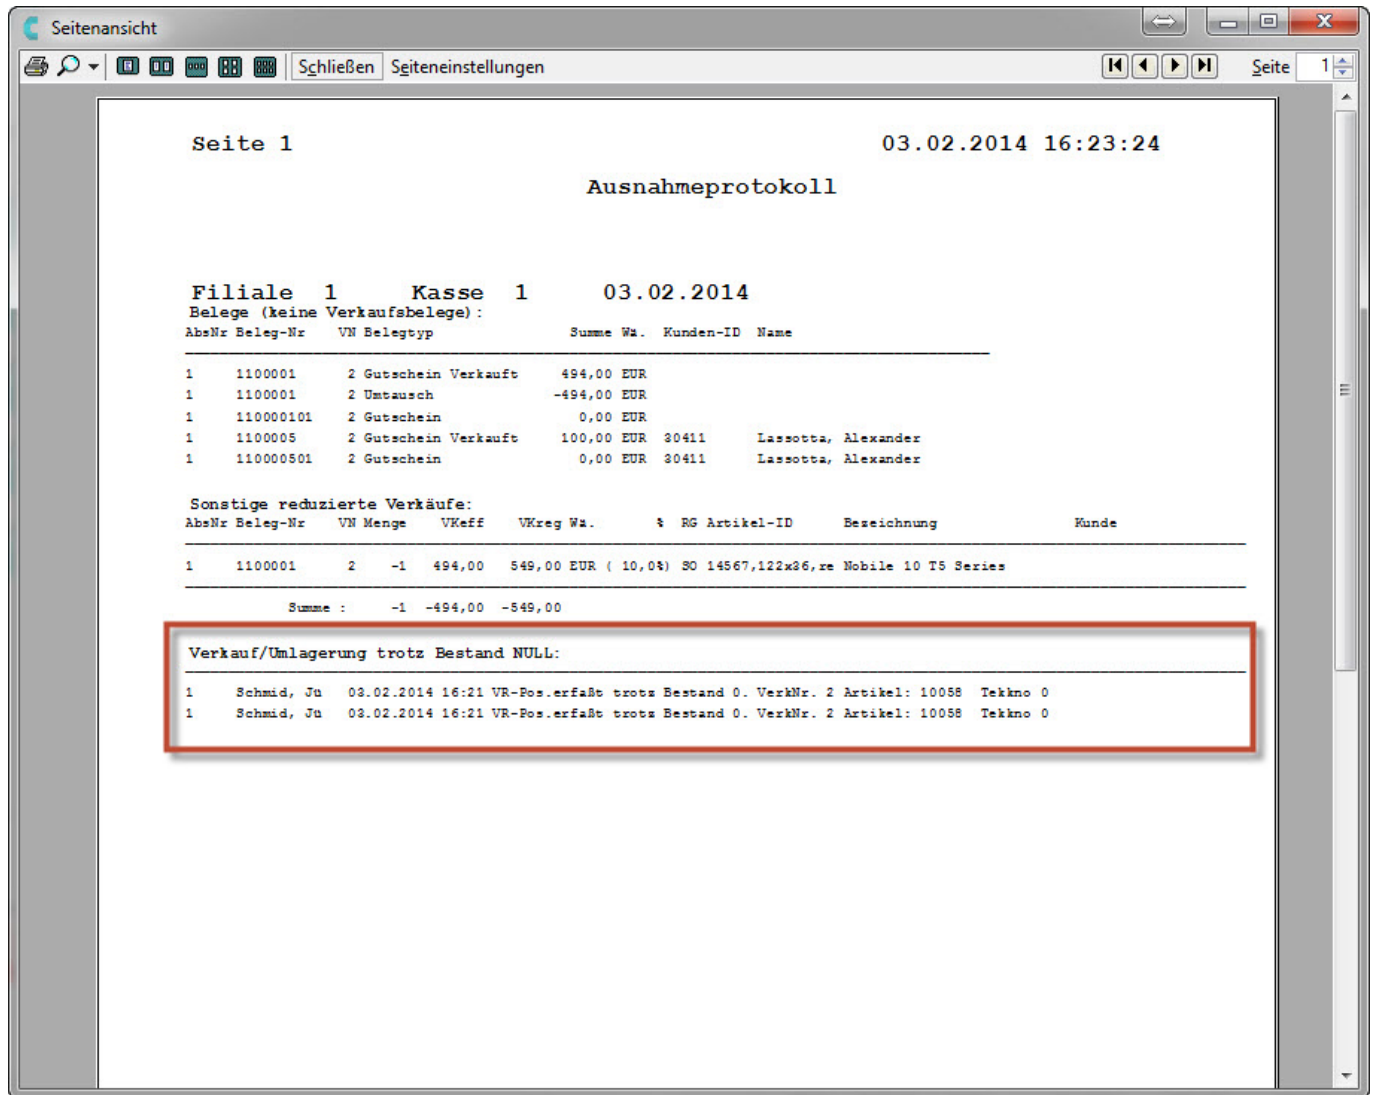 Seitenansicht
Schließen Seiteneinstellungen Seite 1
Seite 1 03.02.2014 16:23:24
Ausnahmeprotokoll
Filiale 1 Kasse 1 03.02.2014
Belege (keine Verkaufsbelege):
AbsNr Beleg-Nr VN Belegtyp Summe Wä. Kunden-ID Name
1 1100001 2 Gutschein Verkauft 494,00 EUR
1 1100001 2 Umtausch -494,00 EUR
1 110000101 2 Gutschein 0,00 EUR
1 1100005 2 Gutschein Verkauft 100,00 EUR 30411 Lassotta, Alexander
1 110000501 2 Gutschein 0,00 EUR 30411 Lassotta, Alexander
Sonstige reduzierte Verkäufe:
AbsNr Beleg-Nr VN Menge VKeff VKreg Wä. % RG Artikel-ID Bezeichnung Kunde
1 1100001 2 -1 494,00 549,00 EUR ( 10,0%) SO 14567,122x36,re Nobile 10 T5 Series
Summe : -1 -494,00 -549,00
Verkauf/Umlagerung trotz Bestand NULL:
1 Schmid, Jü 03.02.2014 16:21 VR-Pos.erfaßt trotz Bestand 0. VerkNr. 2 Artikel: 10058 Tekkno 0
1 Schmid, Jü 03.02.2014 16:21 VR-Pos.erfaßt trotz Bestand 0. VerkNr. 2 Artikel: 10058 Tekkno 0